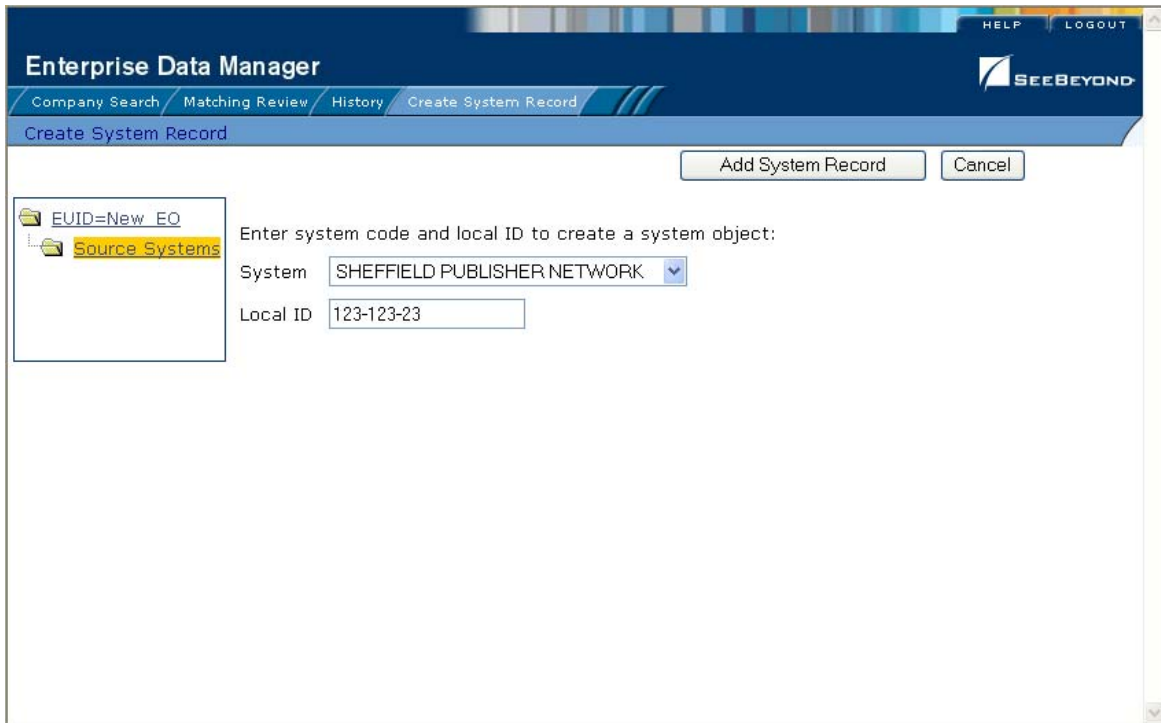 HELP LOGOUT
Enterprise Data Manager
SEEBEYOND
Company Search Matching Review History Create System Record
Create System Record
Add System Record Cancel
EUID=New EO
Source Systems
Enter system code and local ID to create a system object:
System SHEFFIELD PUBLISHER NETWORK
Local ID 123-123-23